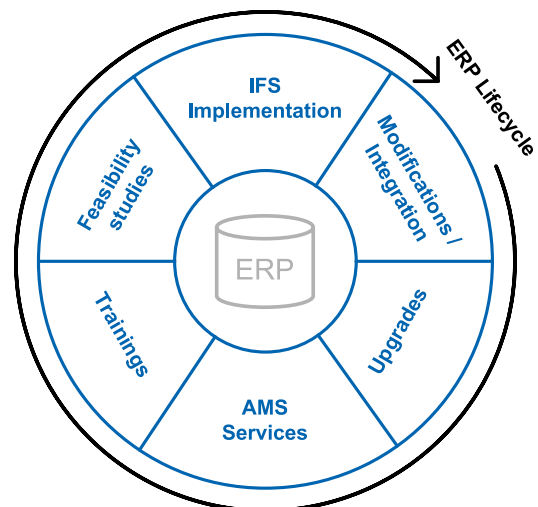 IFS
Implementation
ERP Lifecycle
Modifications /
Integration
Upgrades
AMS
Services
Trainings
Feasibility
studies
ERP